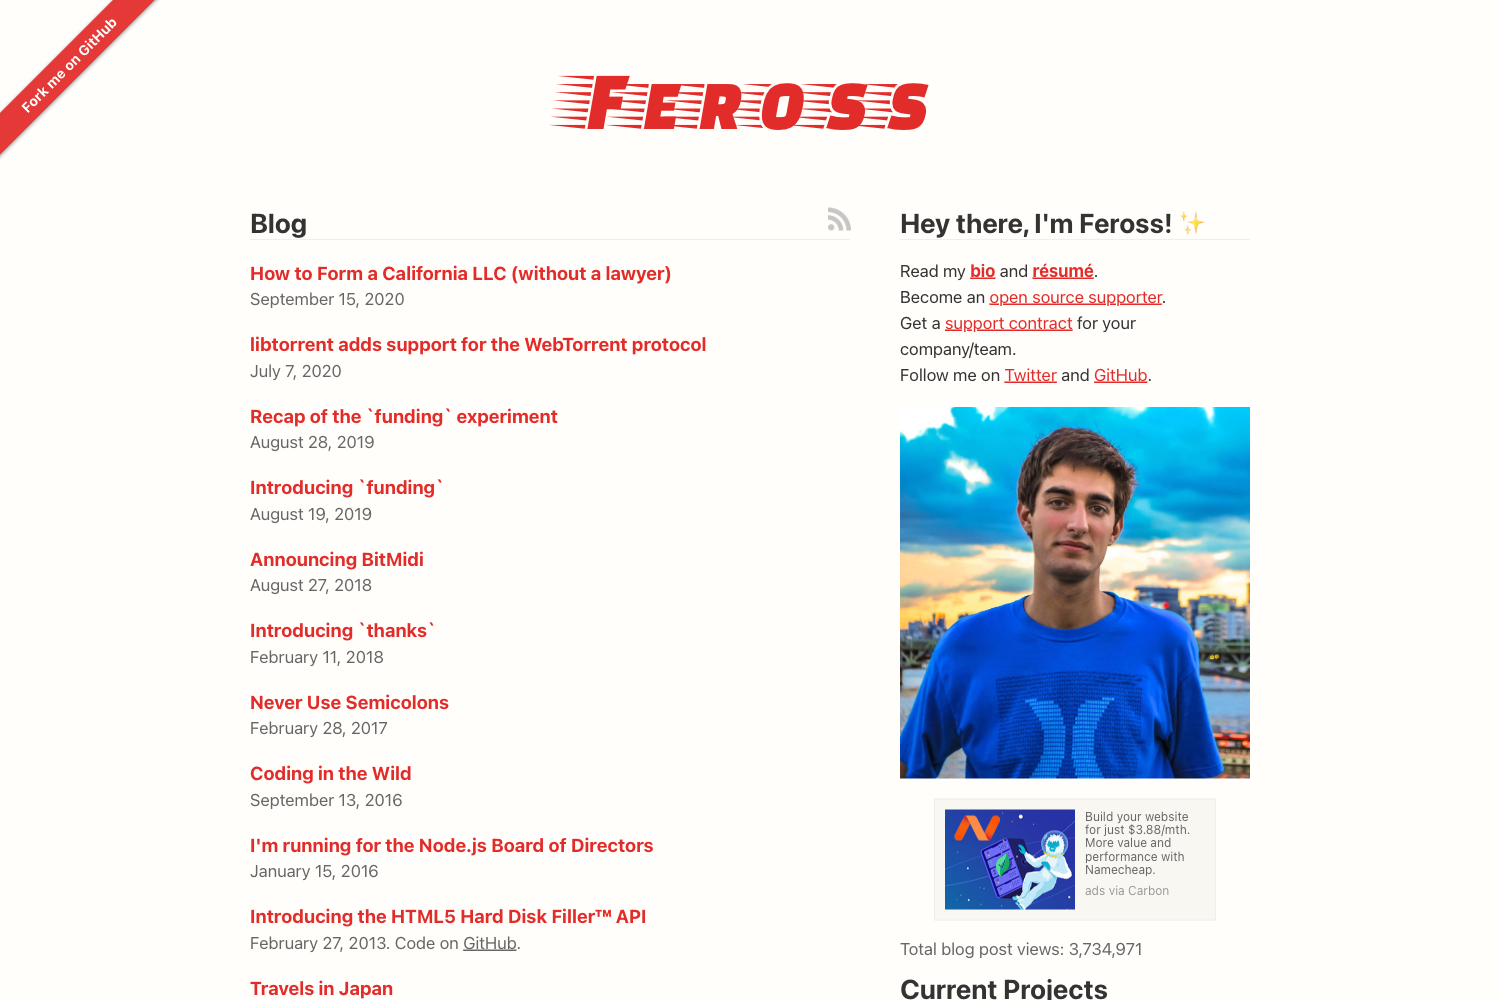 Fork me on GitHub
FEROSS
Blog
How to Form a California LLC (without a lawyer)
September 15, 2020
libtorrent adds support for the WebTorrent protocol
July 7, 2020
Recap of the `funding` experiment
August 28, 2019
Introducing `funding`
August 19, 2019
Announcing BitMidi
August 27, 2018
Introducing `thanks`
February 11, 2018
Never Use Semicolons
February 28, 2017
Coding in the Wild
September 13, 2016
I'm running for the Node.js Board of Directors
January 15, 2016
Introducing the HTML5 Hard Disk Filler™ API
February 27, 2013. Code on GitHub.
Travels in Japan
Hey there, I'm Feross! ✨
Read my bio and résumé.
Become an open source supporter.
Get a support contract for your
company/team.
Follow me on Twitter and GitHub.
Build your website
for just $3.88/mth.
More value and
performance with
Namecheap.
ads via Carbon
Total blog post views: 3,734,971
Current Projects